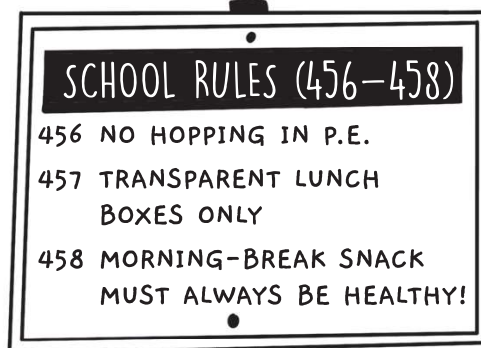 SCHOOL RULES (456–458)
456 NO HOPPING IN P.E.
457 TRANSPARENT LUNCH
BOXES ONLY
458 MORNING-BREAK SNACK
MUST ALWAYS BE HEALTHY!